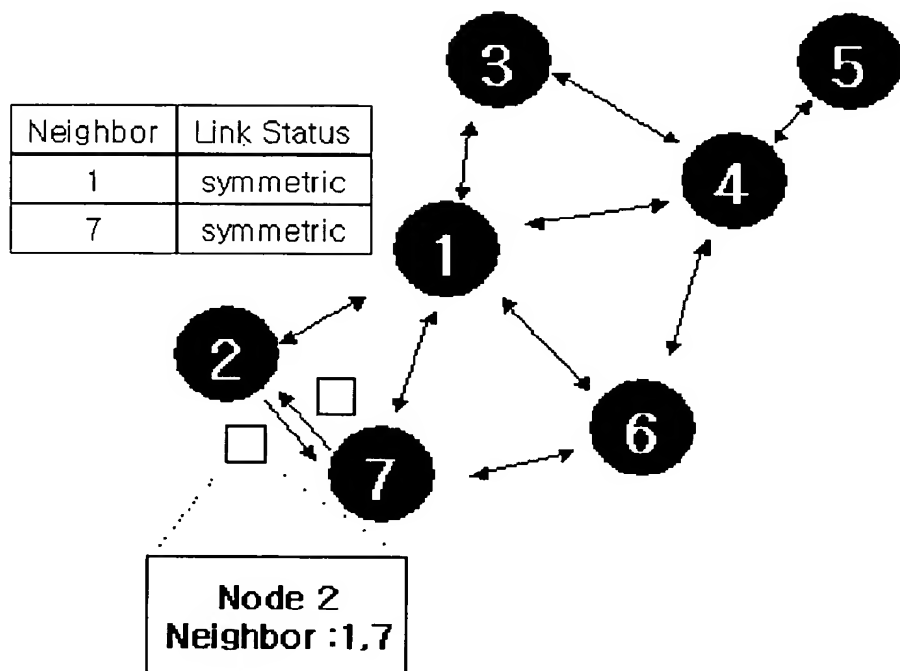 3
5
Neighbor Link Status
1 symmetric
7 symmetric
4
1
2
6
7
Node 2
Neighbor :1,7